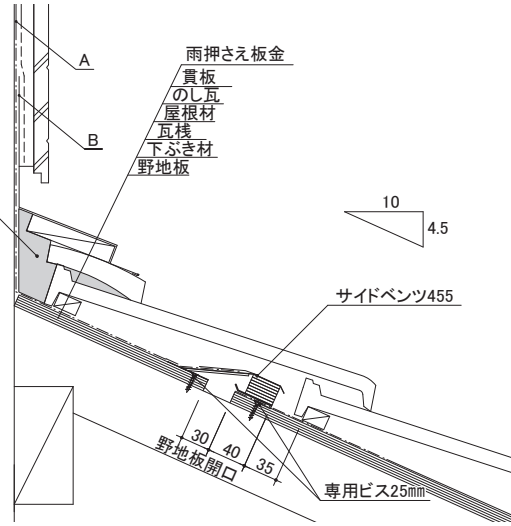 A
B
雨押さえ板金
貫板
のし瓦
屋根材
瓦桟
下ぶき材
野地板
10
4.5
サイドベンツ455
30
40
35
野地板開口
専用ビス25mm